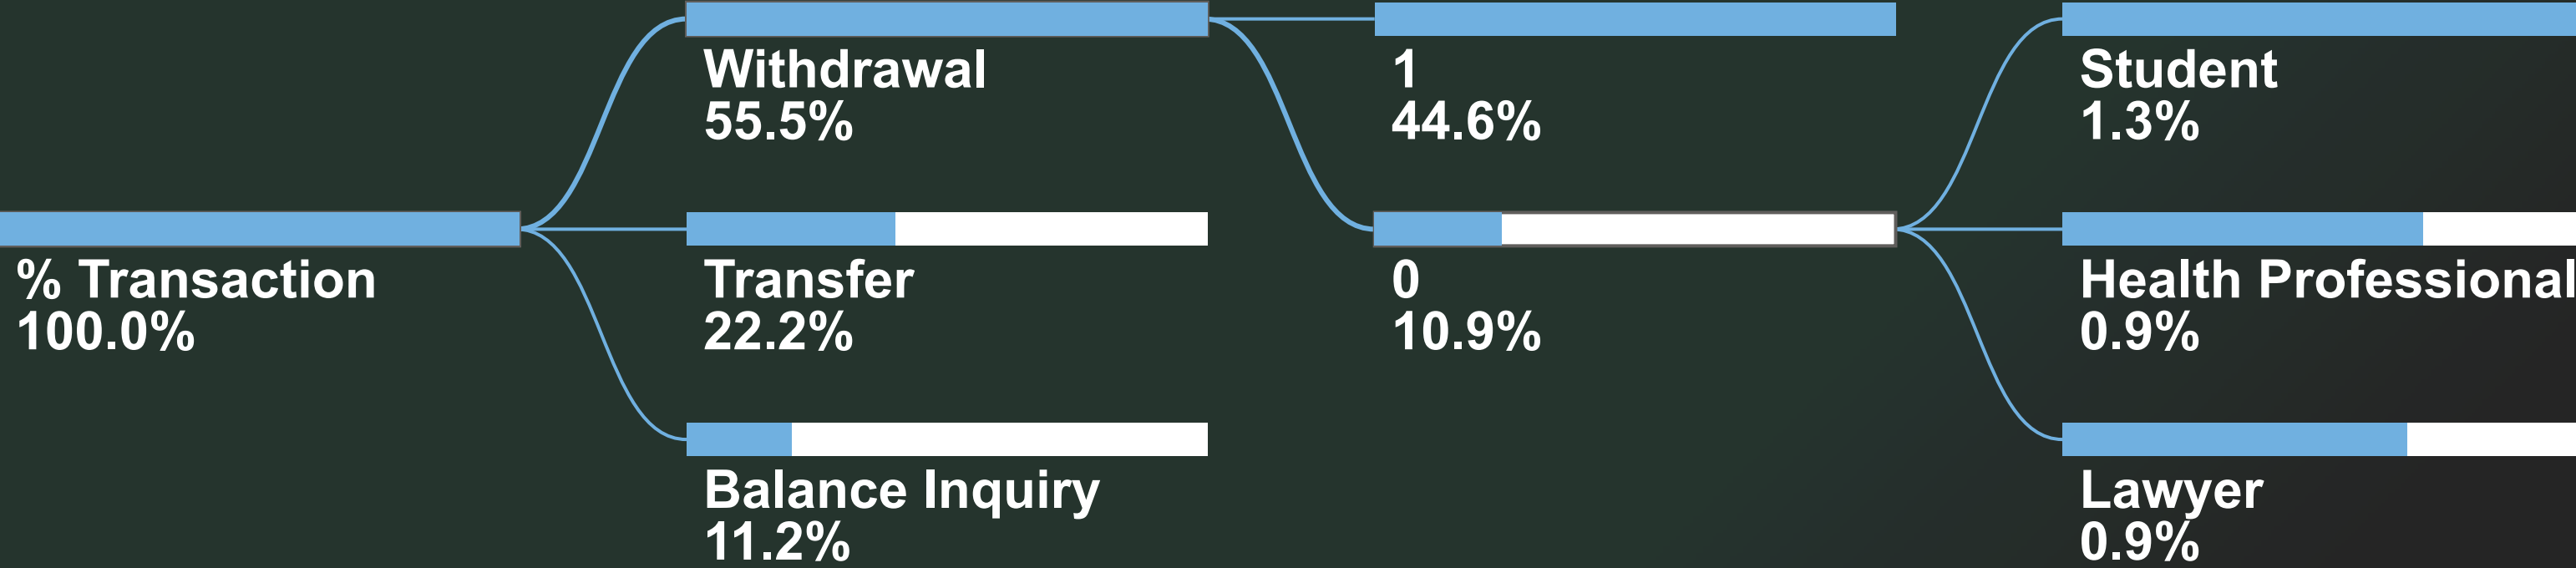 % Transaction
100.0%
Withdrawal
55.5%
Transfer
22.2%
Balance Inquiry
11.2%
1
44.6%
0
10.9%
Student
1.3%
Health Professional
0.9%
Lawyer
0.9%